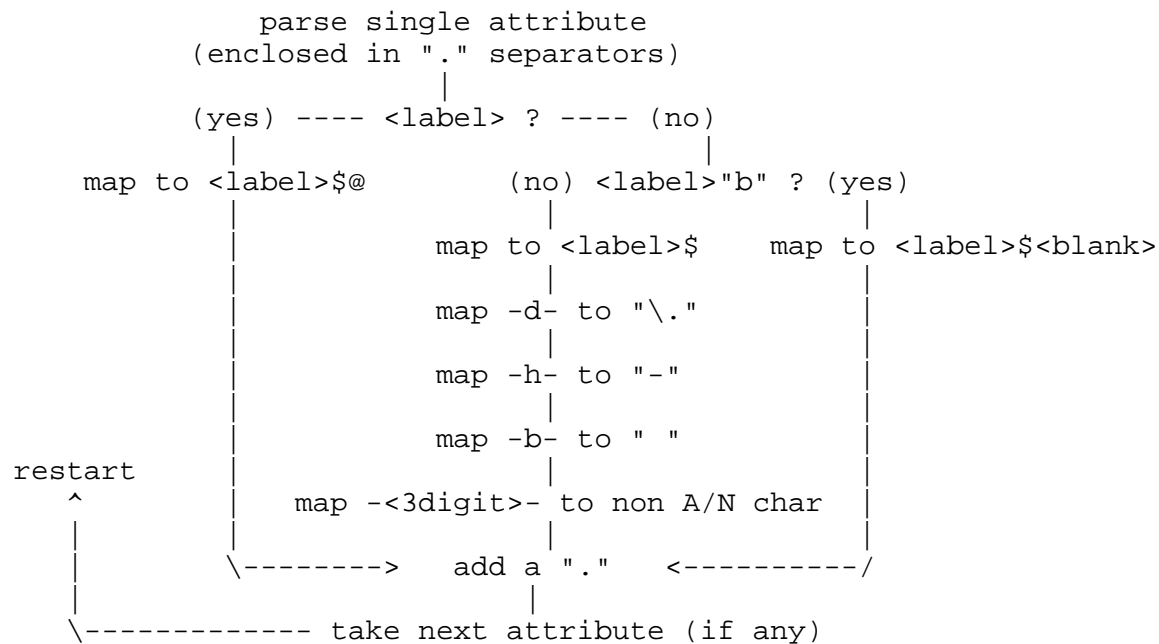 parse single attribute
(enclosed in "." separators)
|
(yes) ---- <label> ? ---- (no)
| |
map to <label>$@ (no) <label>"b" ? (yes)
| | |
| map to <label>$ map to <label>$<blank>
| | |
| map -d- to "\." |
| | |
| map -h- to "-" |
| | |
| map -b- to " " |
restart | | |
^ | map -<3digit>- to non A/N char |
| | | |
| \--------> add a "." <----------/
| |
\------------- take next attribute (if any)